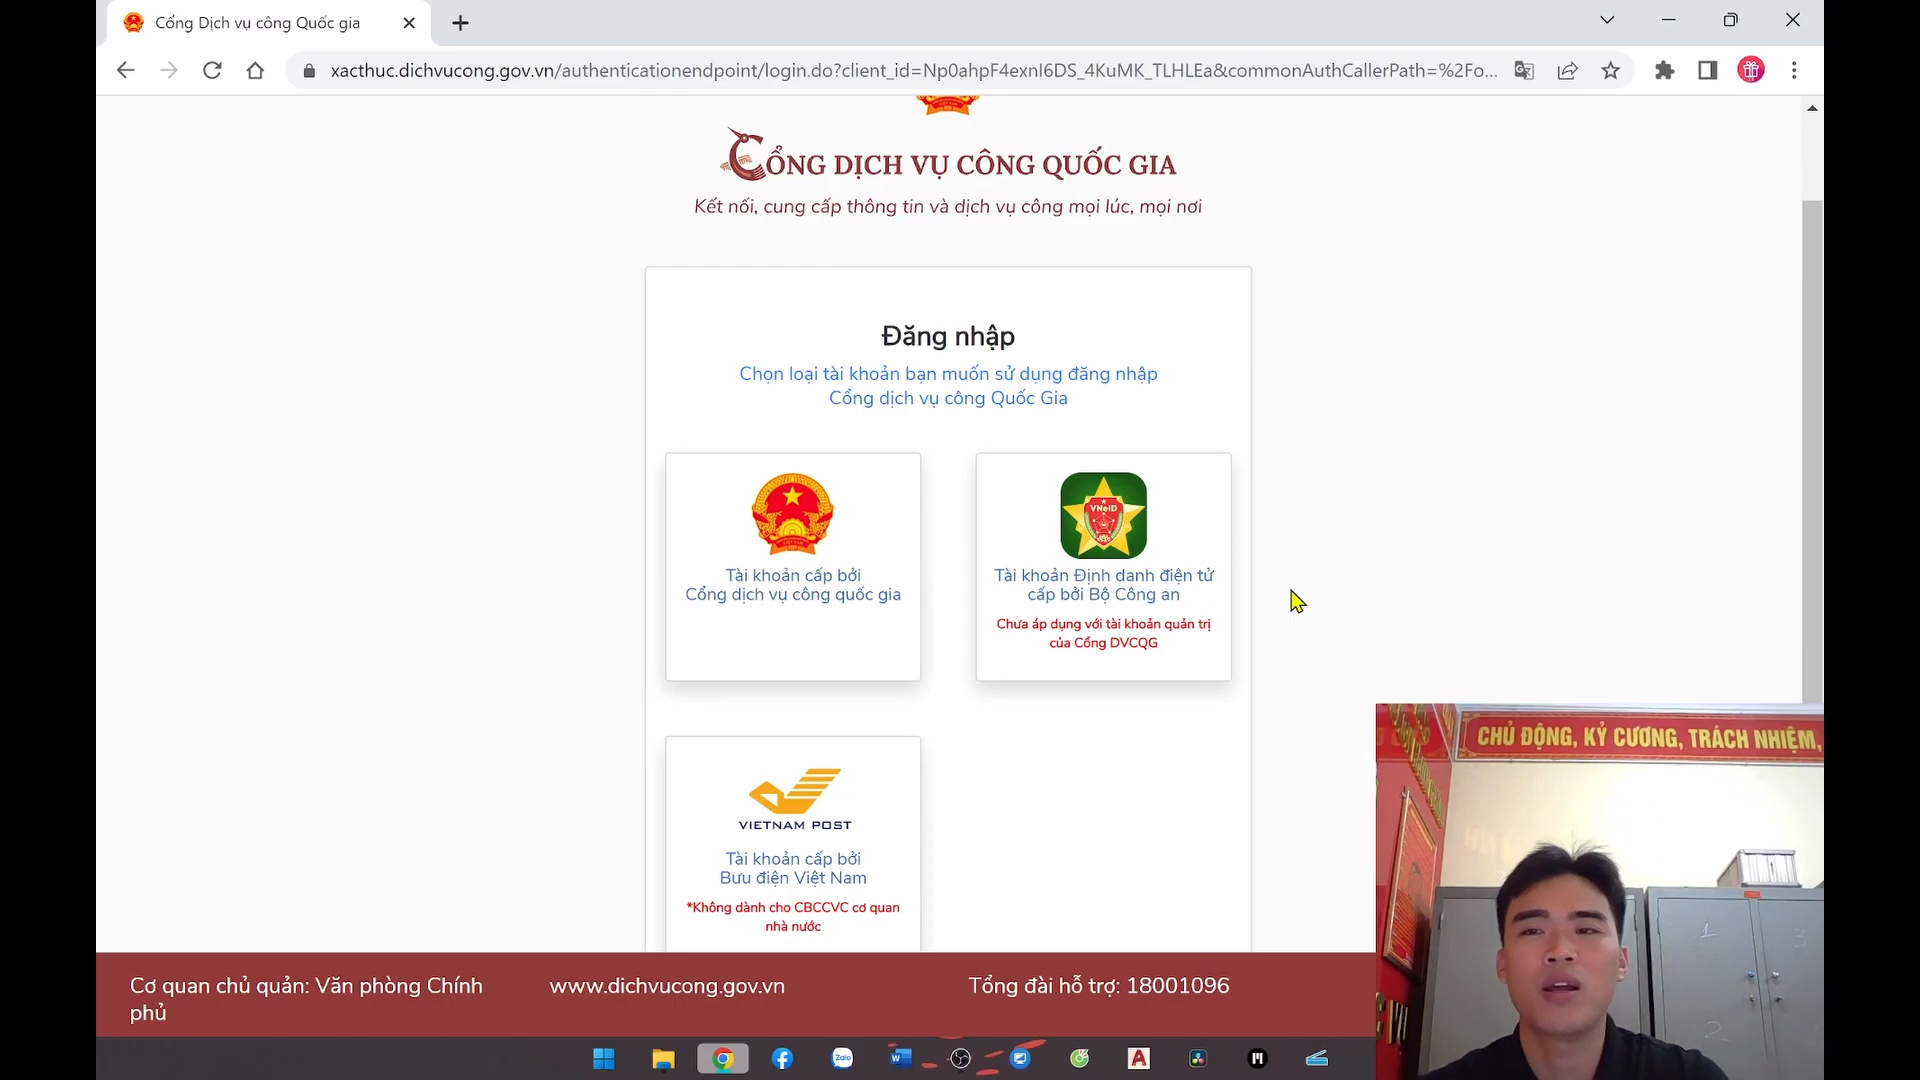 Cổng Dịch vụ công Quốc gia
xacthuc.dichvucong.gov.vn/authenticationendpoint/login.do?client_id=Np0ahpF4exnI6DS_4KuMK_TLHLEa&commonAuthCallerPath=%2Fo...
CỔNG DỊCH VỤ CÔNG QUỐC GIA
Kết nối, cung cấp thông tin và dịch vụ công mọi lúc, mọi nơi
Đăng nhập
Chọn loại tài khoản bạn muốn sử dụng đăng nhập
Cổng dịch vụ công Quốc Gia
VNeID
Tài khoản cấp bởi
Cổng dịch vụ công quốc gia
Tài khoản Định danh điện tử
cấp bởi Bộ Công an
Chưa áp dụng với tài khoản quản trị
của Cổng DVCQG
VIETNAM POST
Tài khoản cấp bởi
Bưu điện Việt Nam
*Không dành cho CBCCVC cơ quan
nhà nước
CHỦ ĐỘNG, KỶ CƯƠNG, TRÁCH NHIỆM,
1
3
2
Cơ quan chủ quản: Văn phòng Chính
phủ
www.dichvucong.gov.vn
Tổng đài hỗ trợ: 18001096
Zalo